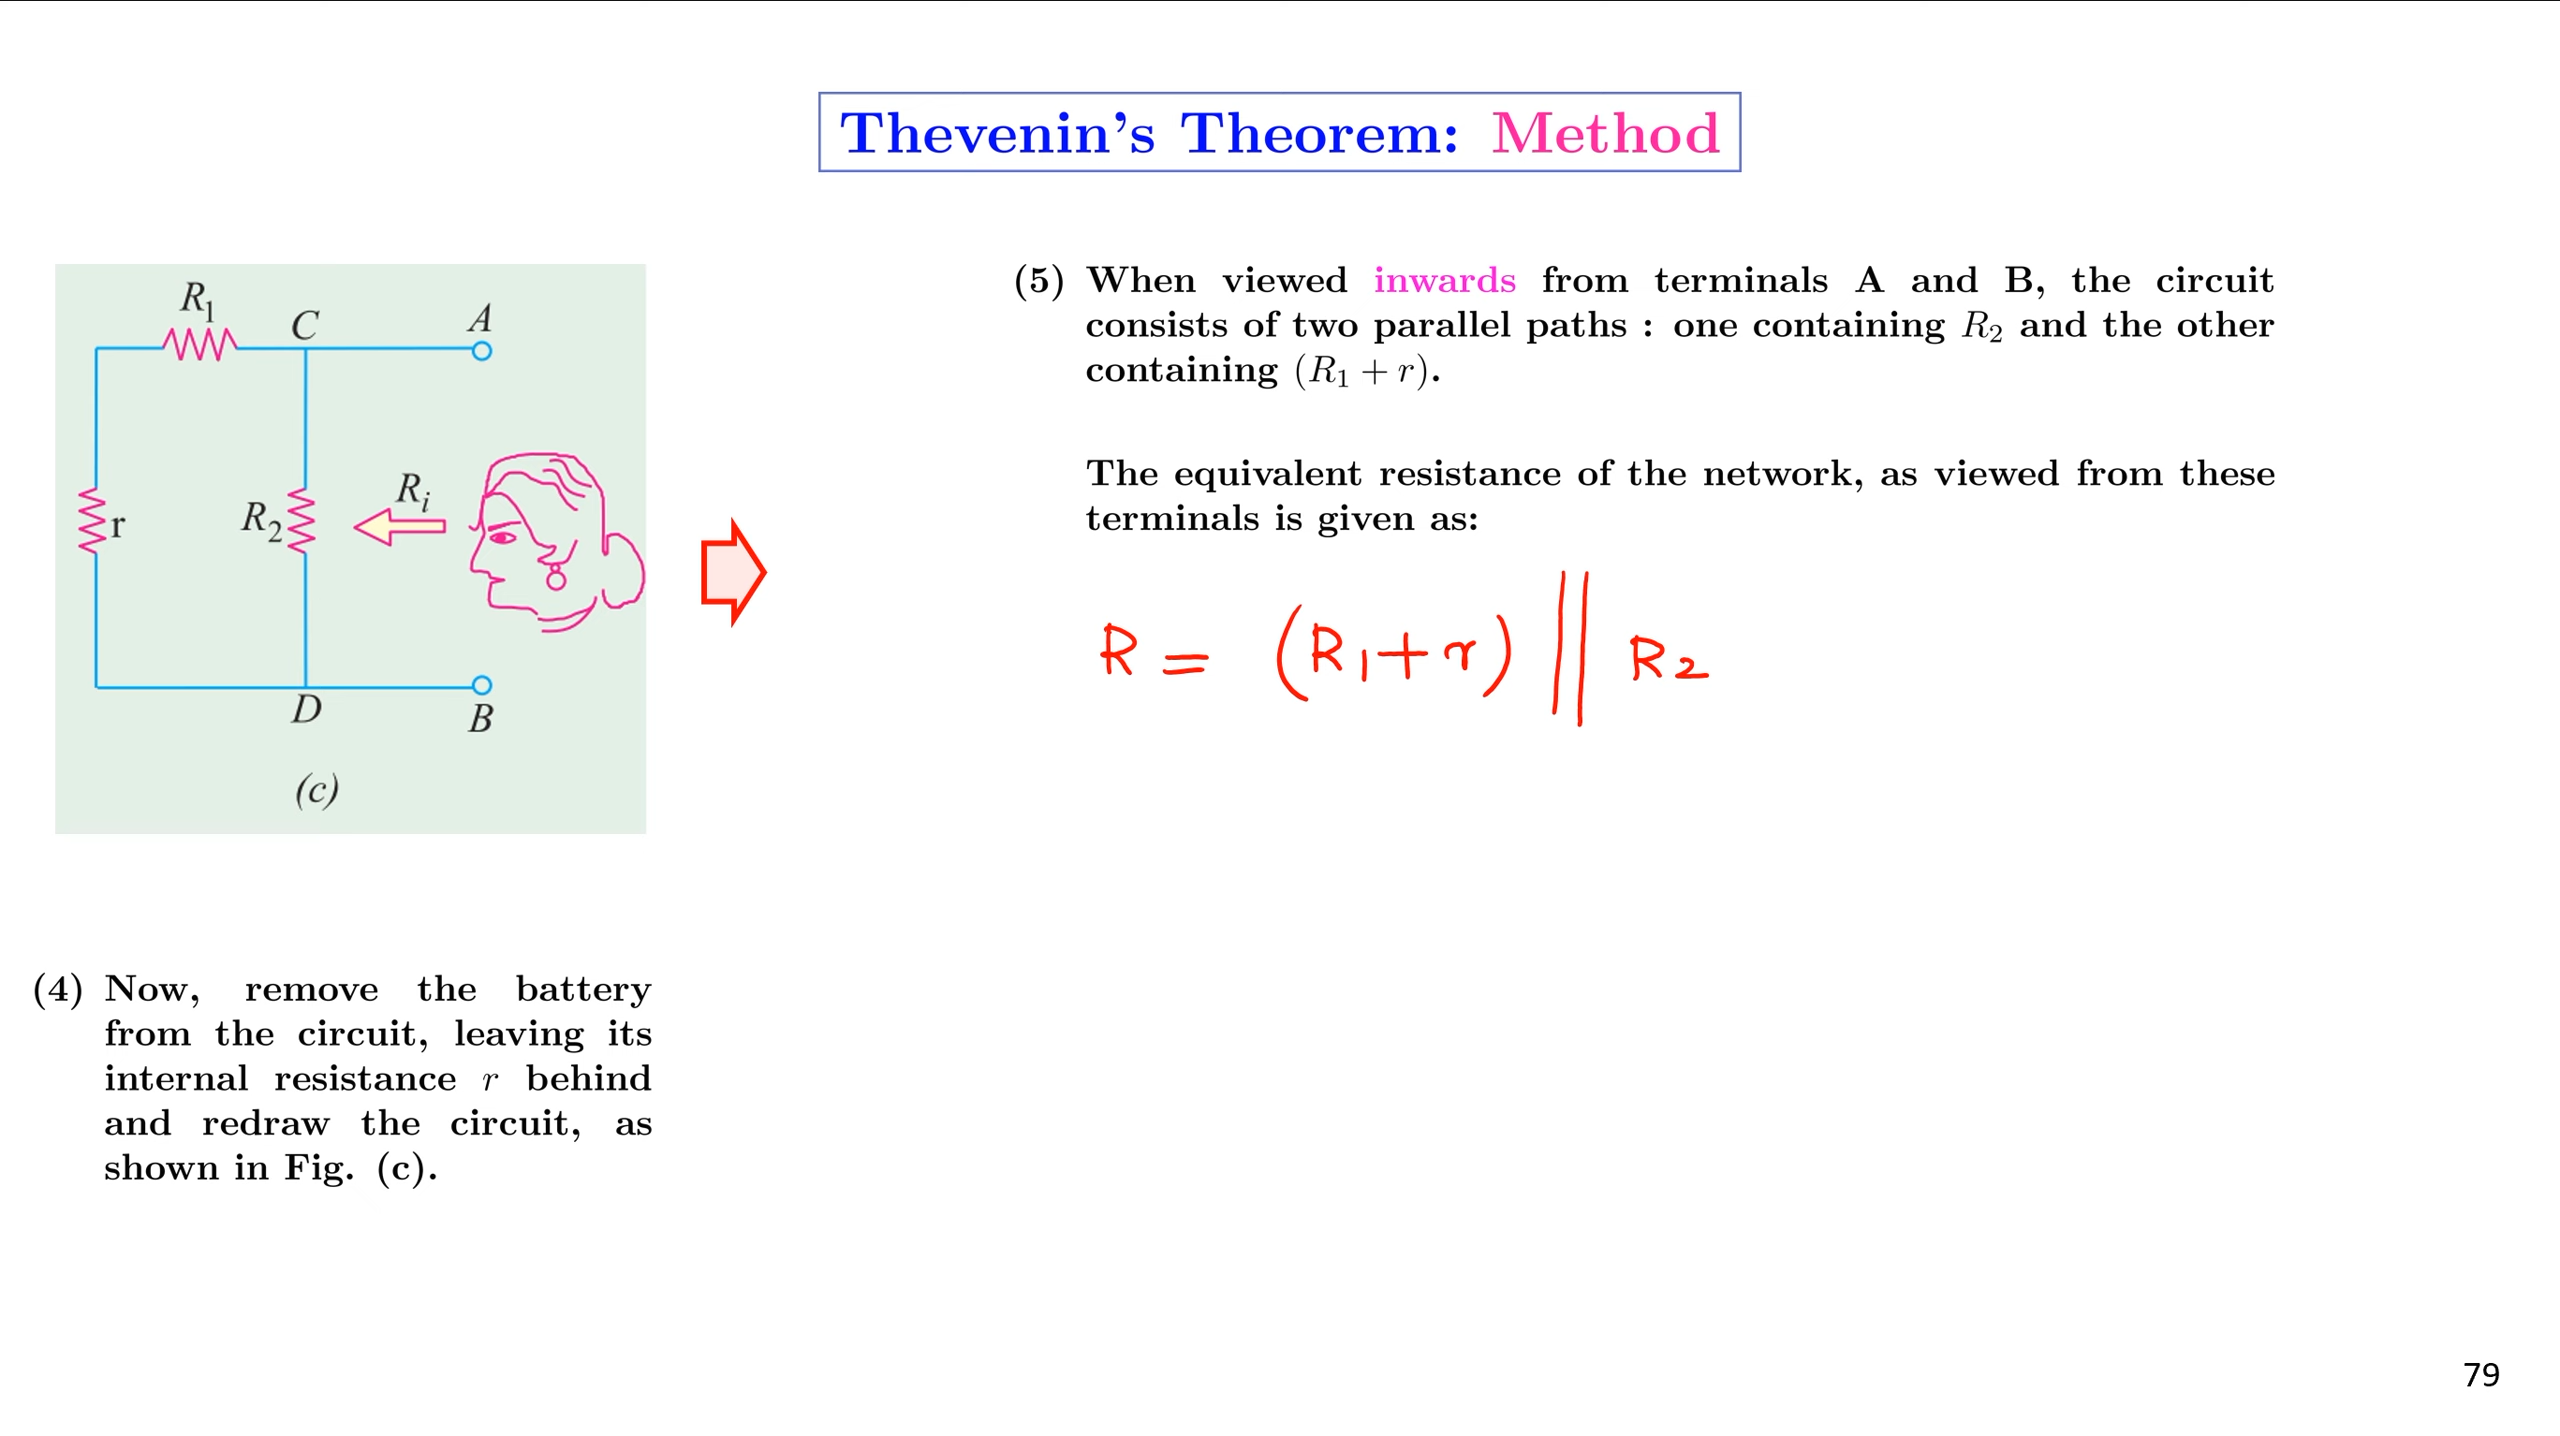 Thevenin's Theorem: Method
R₁
C
A
r
R₂
Rᵢ
D
B
(c)
(4) Now, remove the battery
from the circuit, leaving its
internal resistance r behind
and redraw the circuit, as
shown in Fig. (c).
(5) When viewed inwards from terminals A and B, the circuit
consists of two parallel paths : one containing R₂ and the other
containing (R₁ + r).
The equivalent resistance of the network, as viewed from these
terminals is given as:
R = (R₁+r) || R₂
79